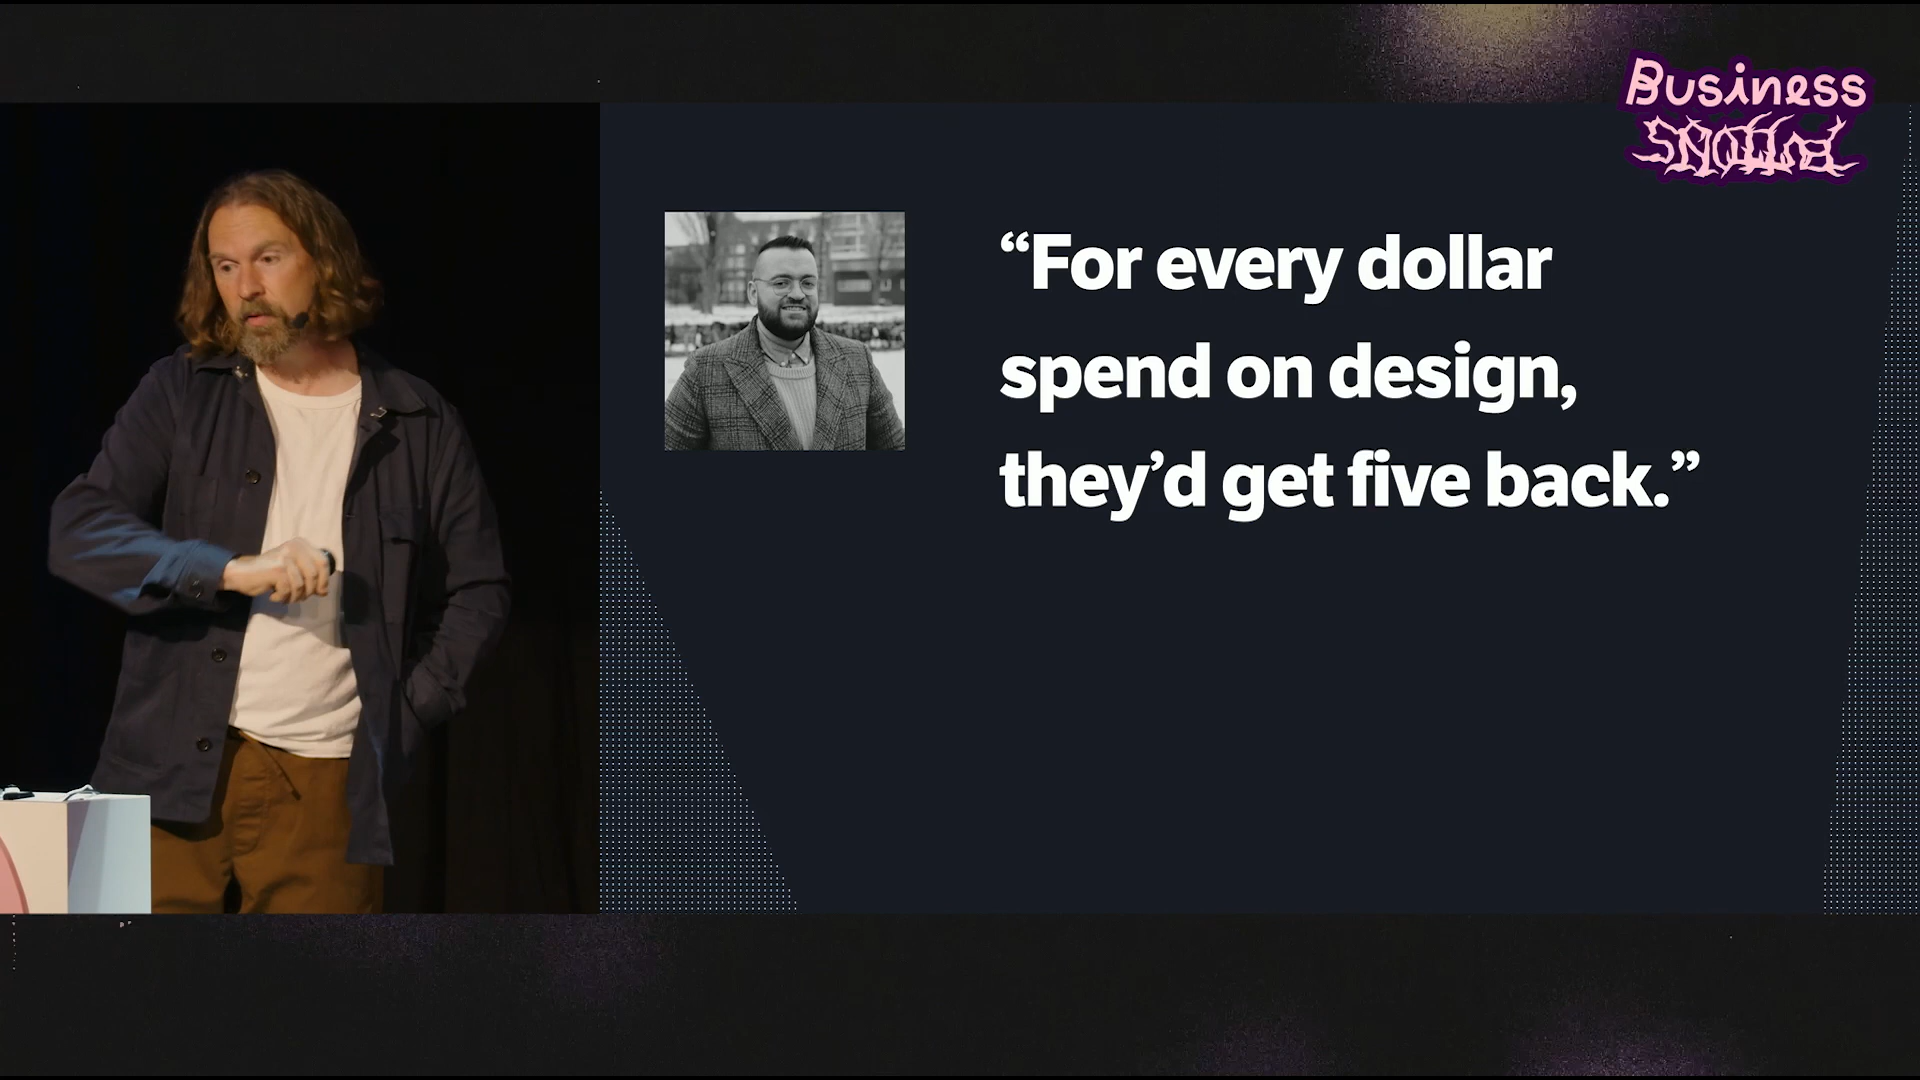 Business
“For every dollar
spend on design,
they’d get five back.”